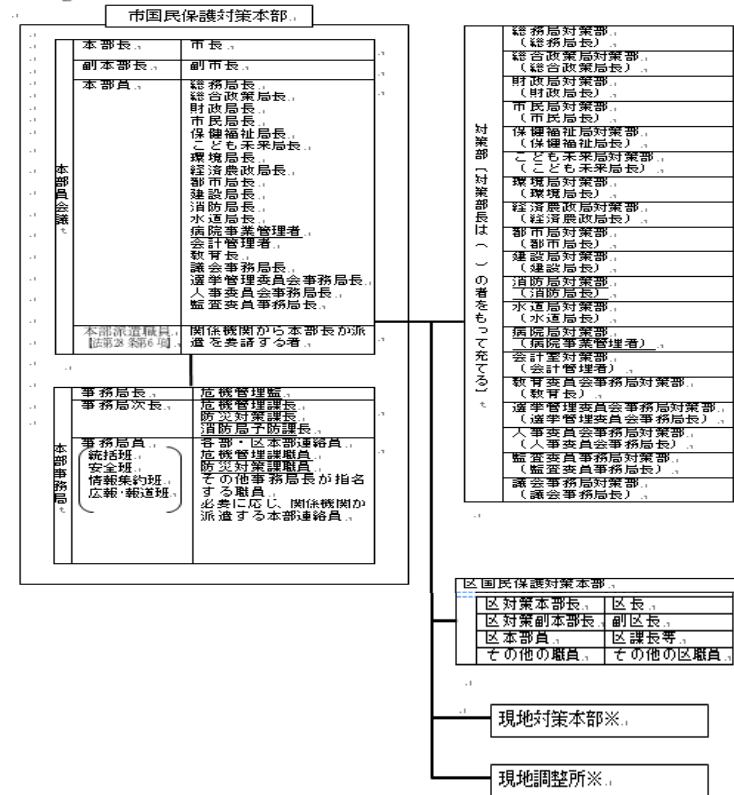 市国民保護対策本部
本部員会議
本部長 市長
副本部長 副市長
本部員 総務局長
総合政策局長
財政局長
市民局長
保健福祉局長
こども未来局長
環境局長
経済農政局長
都市局長
建設局長
消防局長
水道局長
病院事業管理者
会計管理者
教育長
議会事務局長
選挙管理委員会事務局長
人事委員会事務局長
監査委員事務局長
本部派遣職員 関係機関から本部長が派
[法第28条第6項] 遣を要請する者
本部事務局
事務局長 危機管理監
事務局次長 危機管理課長
防災対策課長
消防局予防課長
事務局員 各部・区本部連絡員
統括班 危機管理課職員
安全班 防災対策課職員
情報集約班 その他事務局長が指名
広報・報道班 する職員
必要に応じ、関係機関が
派遣する本部連絡員
対策部〔対策部長は（ ）の者をもって充てる〕
総務局対策部
（総務局長）
総合政策局対策部
（総合政策局長）
財政局対策部
（財政局長）
市民局対策部
（市民局長）
保健福祉局対策部
（保健福祉局長）
こども未来局対策部
（こども未来局長）
環境局対策部
（環境局長）
経済農政局対策部
（経済農政局長）
都市局対策部
（都市局長）
建設局対策部
（建設局長）
消防局対策部
（消防局長）
水道局対策部
（水道局長）
病院局対策部
（病院事業管理者）
会計室対策部
（会計管理者）
教育委員会事務局対策部
（教育長）
選挙管理委員会事務局対策部
（選挙管理委員会事務局長）
人事委員会事務局対策部
（人事委員会事務局長）
監査委員事務局対策部
（監査委員事務局長）
議会事務局対策部
（議会事務局長）
区国民保護対策本部
区対策本部長 区長
区対策副本部長 副区長
区本部員 区課長等
その他の職員 その他の区職員
現地対策本部※
現地調整所※